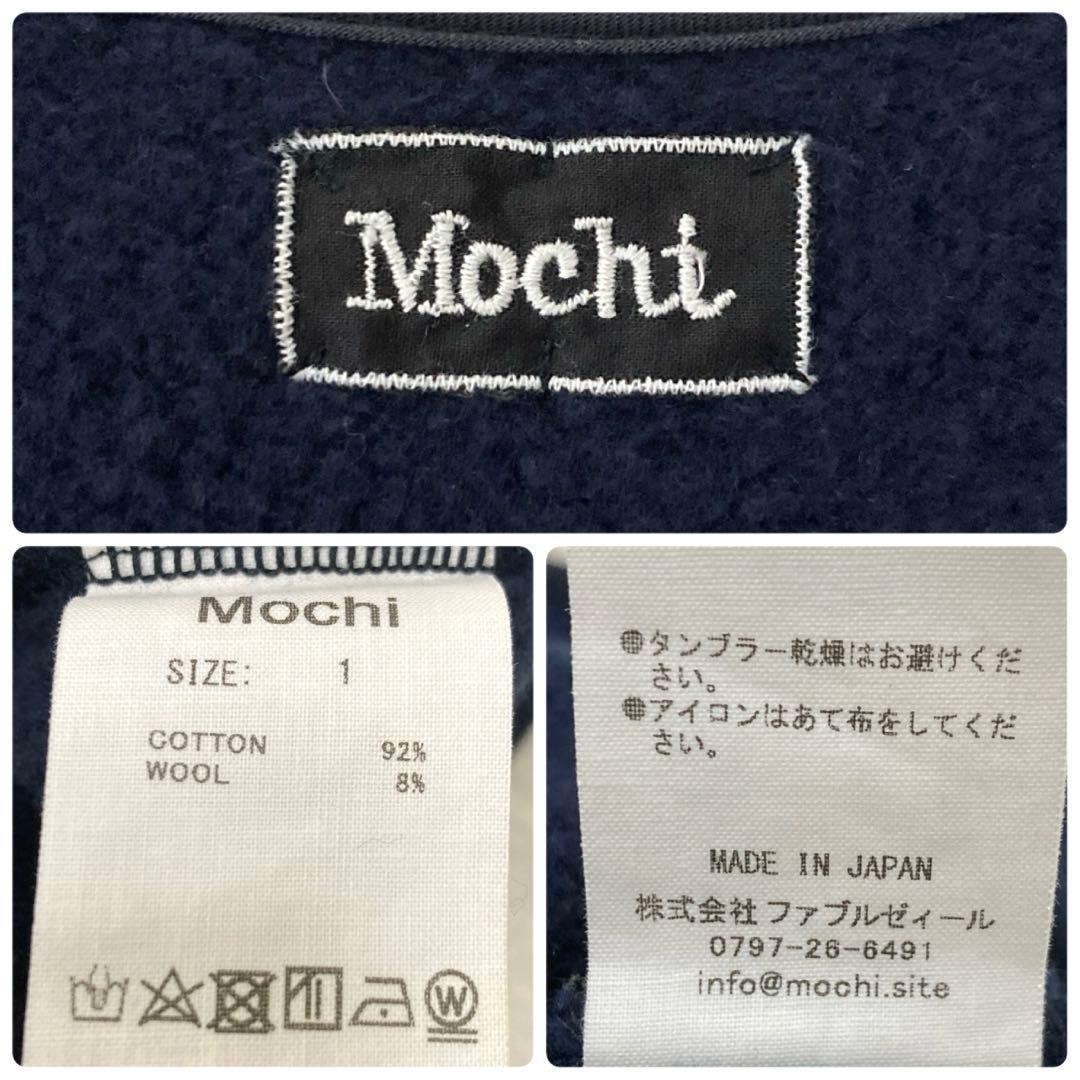 Mochi
Mochi
SIZE: 1
COTTON 92%
WOOL 8%
W
●タンブラー乾燥はお避けくだ
さい。
●アイロンはあて布をしてくだ
さい。
MADE IN JAPAN
株式会社 ファブルゼィール
0797-26-6491
info@mochi.site